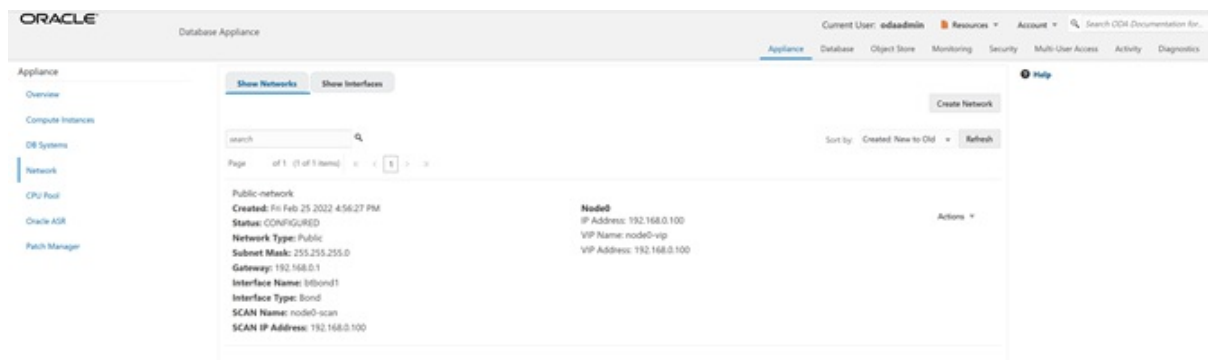 ORACLE
Database Appliance
Current User: odaadmin Resources Account Search ODA Documentation for...
Appliance Database Object Store Monitoring Security Multi-User Access Activity Diagnostics
Appliance
Overview
Compute Instances
DB Systems
Network
CPU Pool
Oracle ASR
Patch Manager
Show Networks Show Interfaces
Help
Create Network
search
Sort by: Created: New to Old Refresh
Page of 1 (1 of 1 items) 1
Public-network
Created: Fri Feb 25 2022 4:56:27 PM
Status: CONFIGURED
Network Type: Public
Subnet Mask: 255.255.255.0
Gateway: 192.168.0.1
Interface Name: btbond1
Interface Type: Bond
SCAN Name: node0-scan
SCAN IP Address: 192.168.0.100
Node0
IP Address: 192.168.0.100
VIP Name: node0-vip
VIP Address: 192.168.0.100
Actions